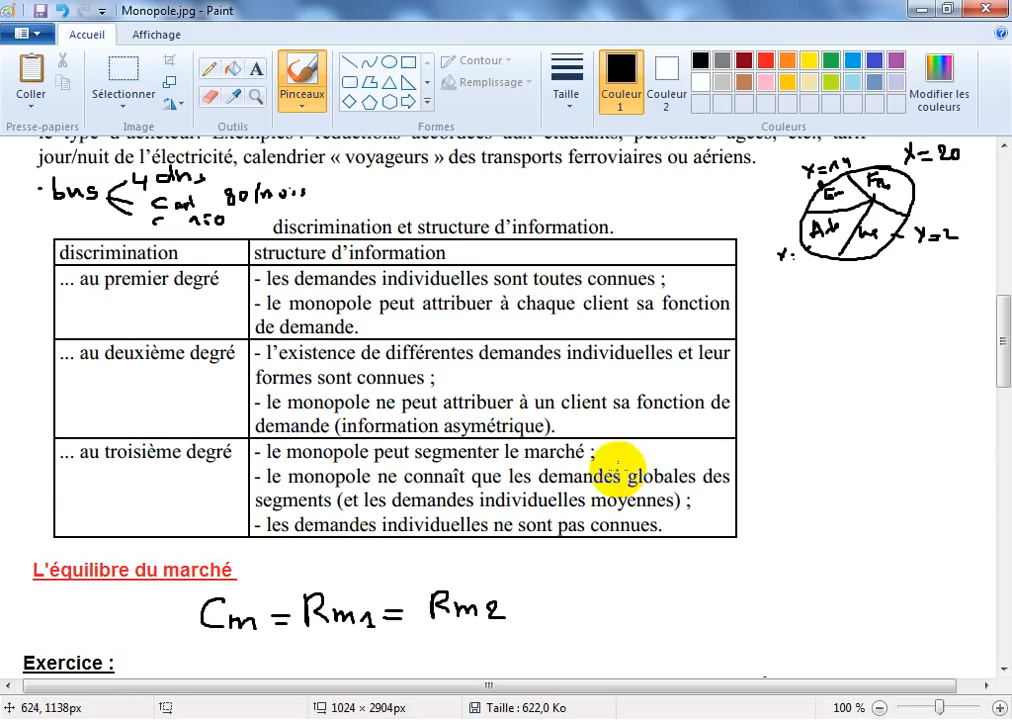 Monopole.jpg - Paint
Accueil
Affichage
Coller
Sélectionner
Pinceaux
Contour
Remplissage
Taille
Couleur 1
Couleur 2
Modifier les couleurs
Presse-papiers
Image
Outils
Formes
Couleurs
jour/nuit de l’électricité, calendrier « voyageurs » des transports ferroviaires ou aériens.
bus
80/mois
150
x=14
x=20
x=2
x:
discrimination et structure d’information.
discrimination
structure d’information
... au premier degré
- les demandes individuelles sont toutes connues ;
- le monopole peut attribuer à chaque client sa fonction
de demande.
... au deuxième degré
- l’existence de différentes demandes individuelles et leur
formes sont connues ;
- le monopole ne peut attribuer à un client sa fonction de
demande (information asymétrique).
... au troisième degré
- le monopole peut segmenter le marché ;
- le monopole ne connaît que les demandes globales des
segments (et les demandes individuelles moyennes) ;
- les demandes individuelles ne sont pas connues.
L'équilibre du marché
Cm = Rm1 = Rm2
Exercice :
624, 1138px
1024 × 2904px
Taille : 622,0 Ko
100 %